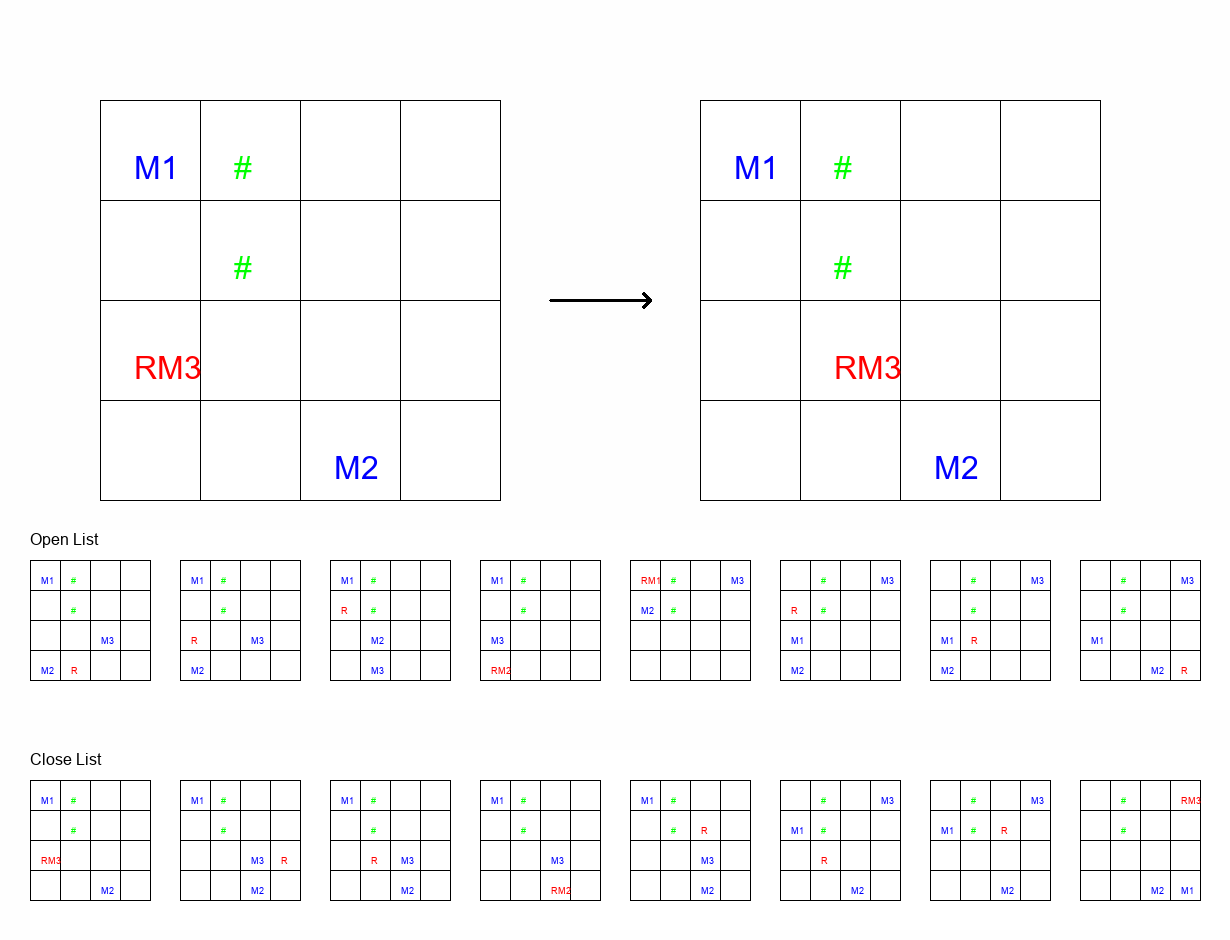 M1 # M1 #
# #
RM3 RM3
M2 M2
Open List
M1 # M1 # M1 # M1 # RM1 # M3 # M3 # M3 # M3
# # R # # M2 # R # # #
M3 R M3 M2 M3 M1 M1 R M1
M2 R M2 M3 RM2 M2 M2 M2 R
Close List
M1 # M1 # M1 # M1 # M1 # # M3 # M3 # RM3
# # # # # R M1 # M1 # R #
RM3 M3 R R M3 M3 M3 R
M2 M2 M2 RM2 M2 M2 M2 M2 M1